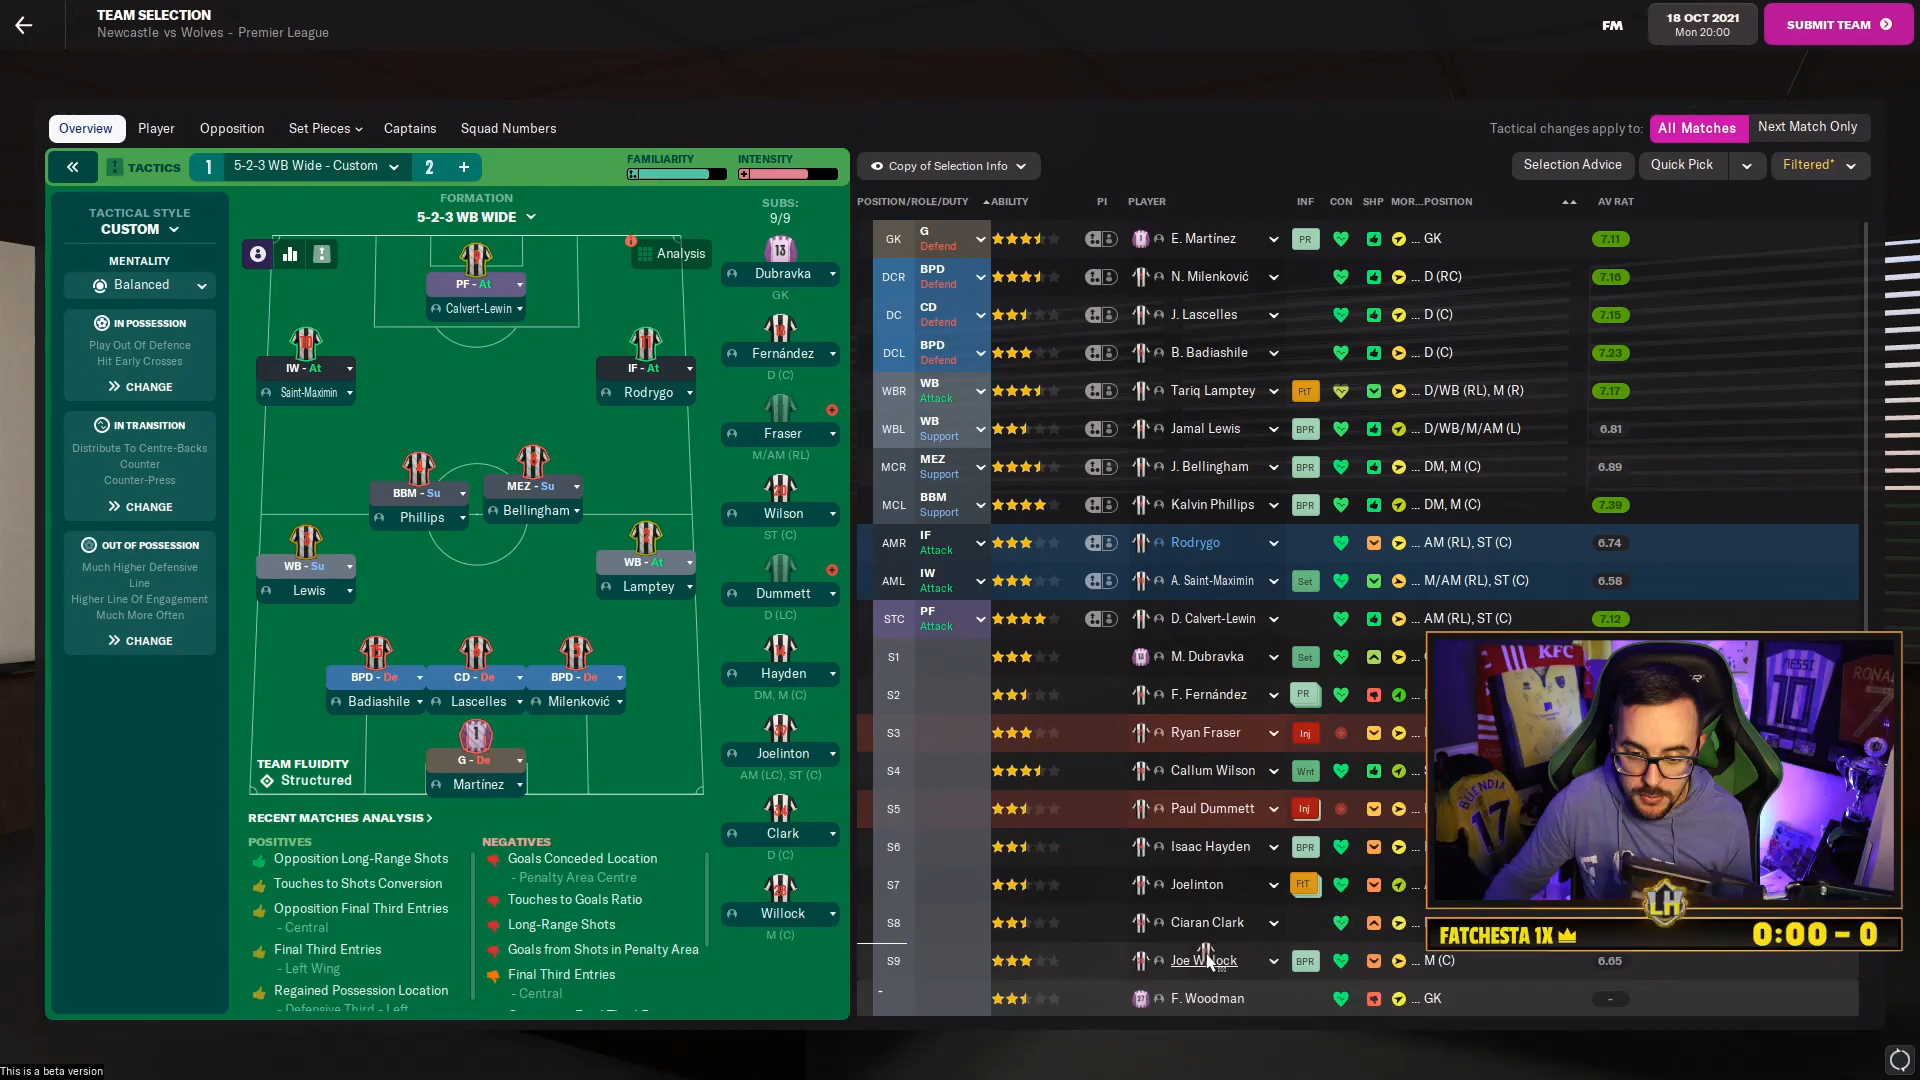 TEAM SELECTION
Newcastle vs Wolves - Premier League
FM
18 OCT 2021
Mon 20:00
SUBMIT TEAM
Overview
Player
Opposition
Set Pieces
Captains
Squad Numbers
Tactical changes apply to:
All Matches
Next Match Only
TACTICS
1
5-2-3 WB Wide - Custom
2
+
FAMILIARITY
INTENSITY
Copy of Selection Info
Selection Advice
Quick Pick
Filtered*
TACTICAL STYLE
CUSTOM
MENTALITY
Balanced
IN POSSESSION
Play Out Of Defence
Hit Early Crosses
CHANGE
IN TRANSITION
Distribute To Centre-Backs
Counter
Counter-Press
CHANGE
OUT OF POSSESSION
Much Higher Defensive
Line
Higher Line Of Engagement
Much More Often
CHANGE
FORMATION
5-2-3 WB WIDE
Analysis
PF - At
Calvert-Lewin
IW - At
Saint-Maximin
IF - At
Rodrygo
BBM - Su
Phillips
MEZ - Su
Bellingham
WB - Su
Lewis
WB - At
Lamptey
BPD - De
Badiashile
CD - De
Lascelles
BPD - De
Milenković
G - De
Martínez
TEAM FLUIDITY
Structured
SUBS:
9/9
13
Dubravka
GK
Fernández
D (C)
Fraser
M/AM (RL)
Wilson
ST (C)
Dummett
D (LC)
Hayden
DM, M (C)
Joelinton
AM (LC), ST (C)
Clark
D (C)
Willock
M (C)
RECENT MATCHES ANALYSIS >
POSITIVES
Opposition Long-Range Shots
Touches to Shots Conversion
Opposition Final Third Entries
- Central
Final Third Entries
- Left Wing
Regained Possession Location
- Defensive Third - Left
NEGATIVES
Goals Conceded Location
- Penalty Area Centre
Touches to Goals Ratio
Long-Range Shots
Goals from Shots in Penalty Area
Final Third Entries
- Central
POSITION/ROLE/DUTY ABILITY PI PLAYER INF CON SHP MOR... POSITION AV RAT
GK G Defend E. Martínez PR ... GK 7.11
DCR BPD Defend N. Milenković ... D (RC) 7.16
DC CD Defend J. Lascelles ... D (C) 7.15
DCL BPD Defend B. Badiashile ... D (C) 7.23
WBR WB Attack Tariq Lamptey FtT ... D/WB (RL), M (R) 7.17
WBL WB Support Jamal Lewis BPR ... D/WB/M/AM (L) 6.81
MCR MEZ Support J. Bellingham BPR ... DM, M (C) 6.89
MCL BBM Support Kalvin Phillips BPR ... DM, M (C) 7.39
AMR IF Attack Rodrygo ... AM (RL), ST (C) 6.74
AML IW Attack A. Saint-Maximin Set ... M/AM (RL), ST (C) 6.58
STC PF Attack D. Calvert-Lewin ... AM (RL), ST (C) 7.12
S1 M. Dubravka Set ...
S2 F. Fernández PR ...
S3 Ryan Fraser Inj ...
S4 Callum Wilson Wnt ...
S5 Paul Dummett Inj ...
S6 Isaac Hayden BPR ...
S7 Joelinton FtT ...
S8 Ciaran Clark ...
S9 Joe Willock BPR ... M (C) 6.65
- F. Woodman ... GK -
KFC
MESSI
10
RONA
7
BUENDIA
17
LH
FATCHESTA 1X
0:00 - 0
This is a beta version